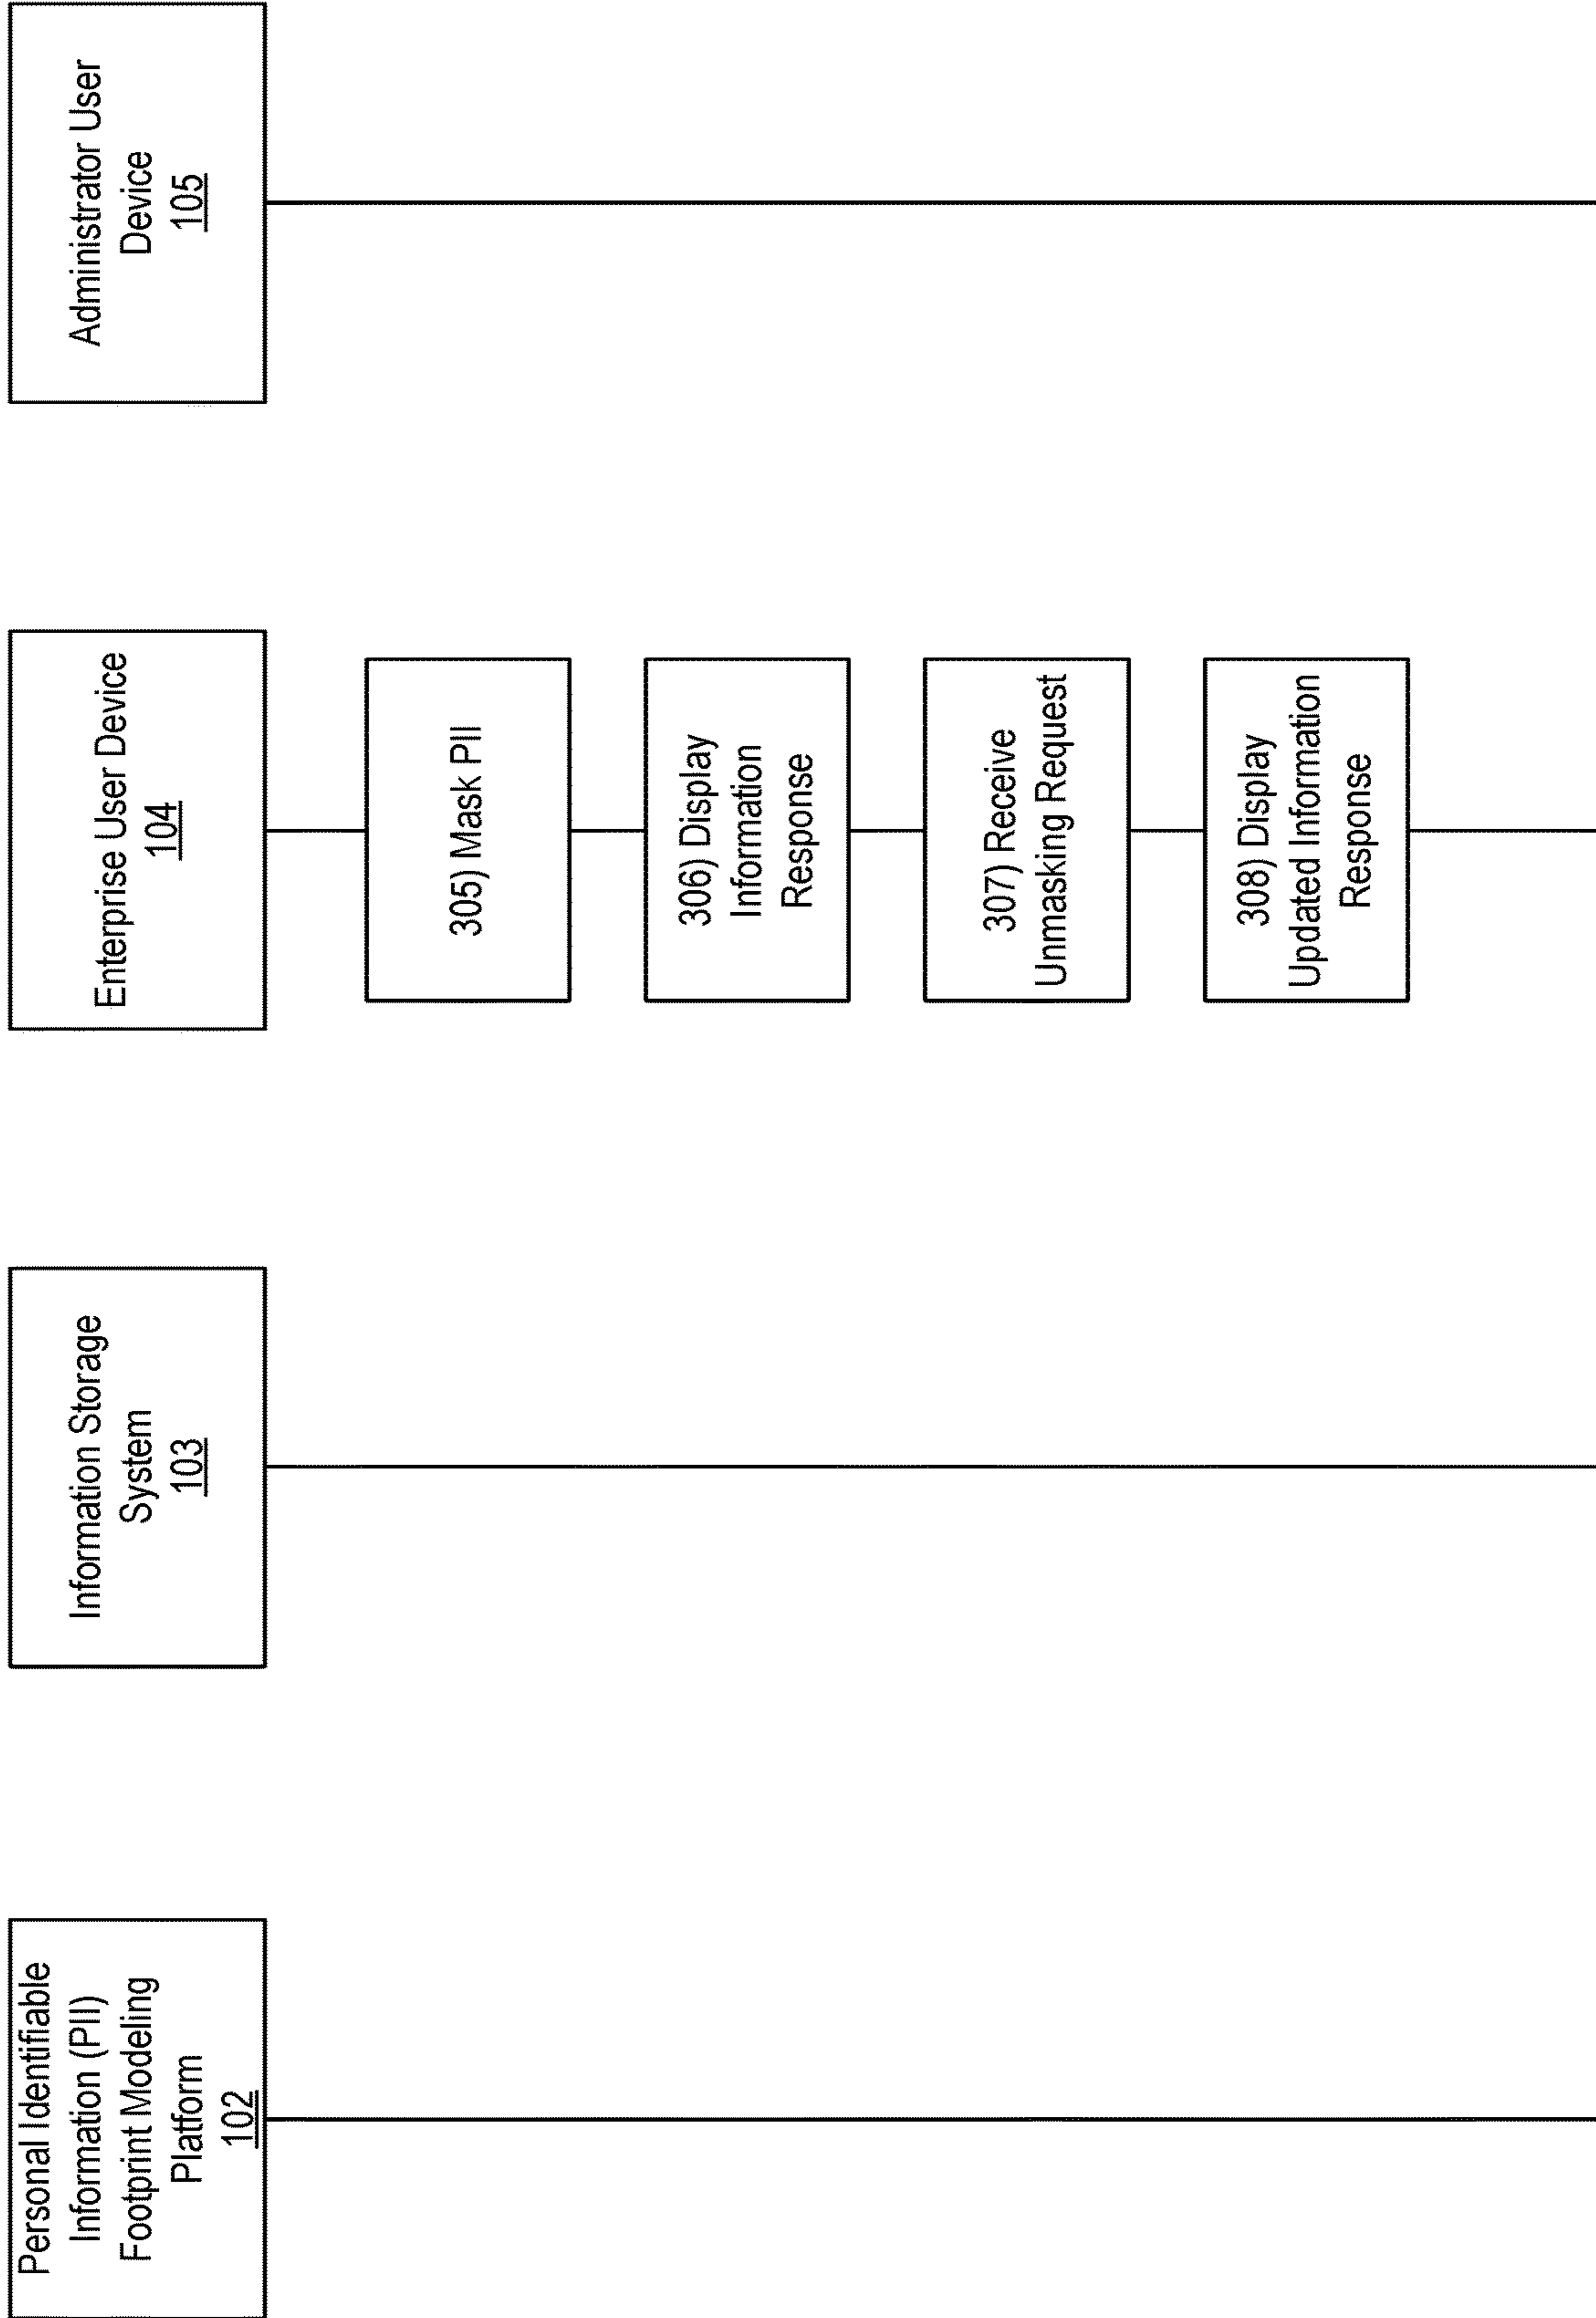 Personal Identifiable
Information (PII)
Footprint Modeling
Platform
102
Information Storage
System
103
Enterprise User Device
104
Administrator User
Device
105
305) Mask PII
306) Display
Information
Response
307) Receive
Unmasking Request
308) Display
Updated Information
Response